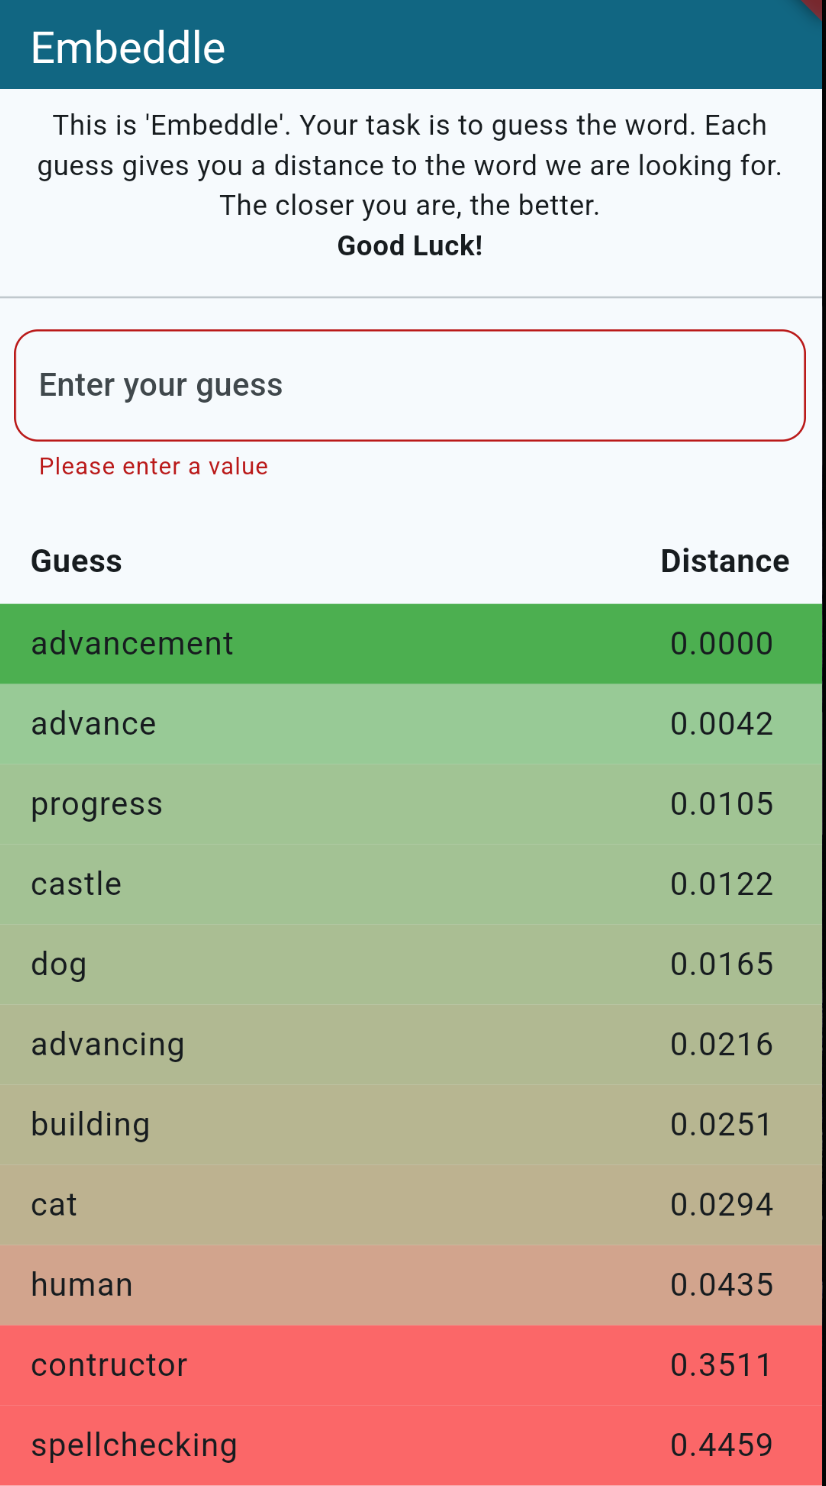 Embeddle
This is 'Embeddle'. Your task is to guess the word. Each
guess gives you a distance to the word we are looking for.
The closer you are, the better.
Good Luck!
Enter your guess
Please enter a value
Guess Distance
advancement 0.0000
advance 0.0042
progress 0.0105
castle 0.0122
dog 0.0165
advancing 0.0216
building 0.0251
cat 0.0294
human 0.0435
contructor 0.3511
spellchecking 0.4459